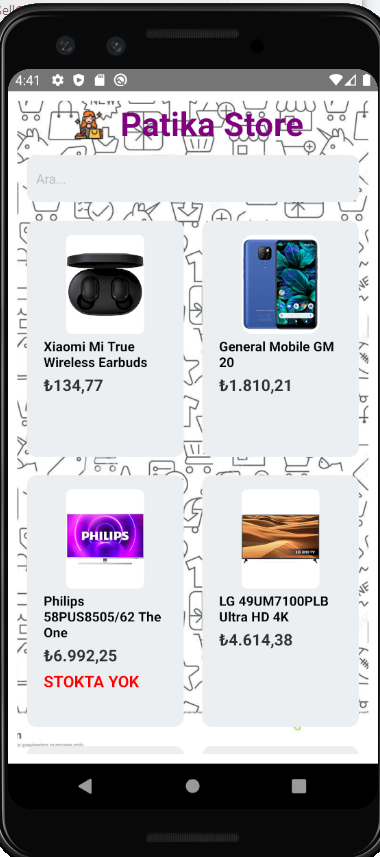 4:41
Patika Store
Ara...
Xiaomi Mi True
Wireless Earbuds
₺134,77
General Mobile GM
20
₺1.810,21
PHILIPS
Philips
58PUS8505/62 The
One
₺6.992,25
STOKTA YOK
LG 49UM7100PLB
Ultra HD 4K
₺4.614,38